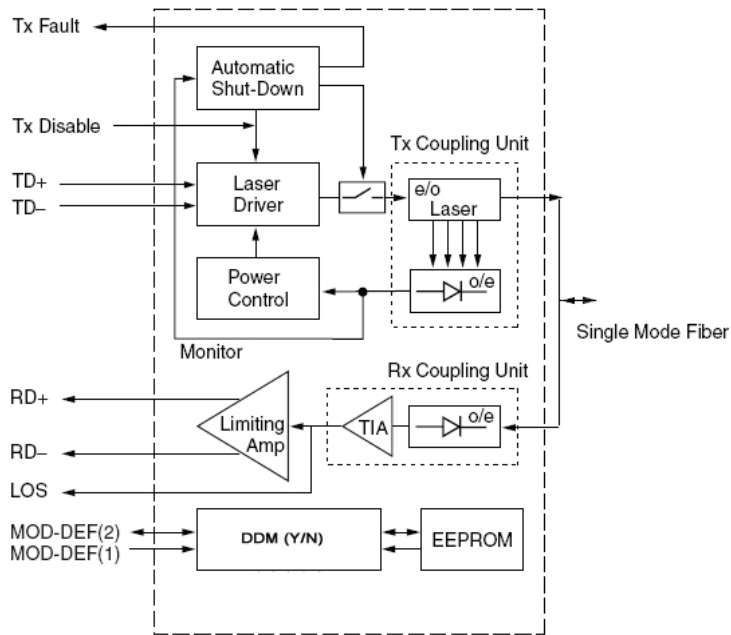 Tx Fault
Automatic
Shut-Down
Tx Disable
Tx Coupling Unit
TD+
TD–
Laser
Driver
e/o
Laser
Power
Control
o/e
Monitor
Single Mode Fiber
Rx Coupling Unit
RD+
RD–
LOS
Limiting
Amp
TIA
o/e
MOD-DEF(2)
MOD-DEF(1)
DDM (Y/N)
EEPROM